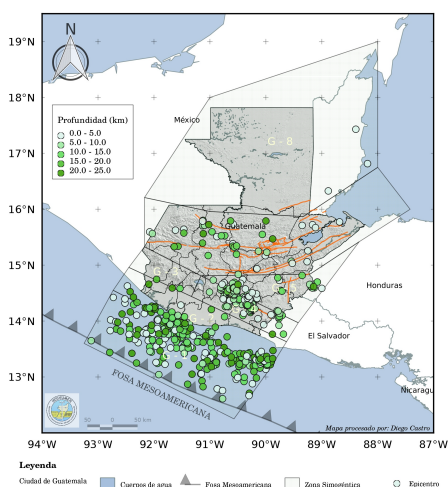 19°N
18°N
17°N
16°N
15°N
14°N
13°N
94°W 93°W 92°W 91°W 90°W 89°W 88°W 87°W
N
Profundidad (km)
0.0 - 5.0
5.0 - 10.0
10.0 - 15.0
15.0 - 20.0
20.0 - 25.0
México
G - 8
Guatemala
Honduras
El Salvador
Nicaragu
FOSA MESOAMERICANA
0 50 km
Mapa procesado por: Diego Castro
Leyenda
Ciudad de Guatemala
Cuerpos de agua
Fosa Mesoamericana
Zona Simogéntica
Epicentro